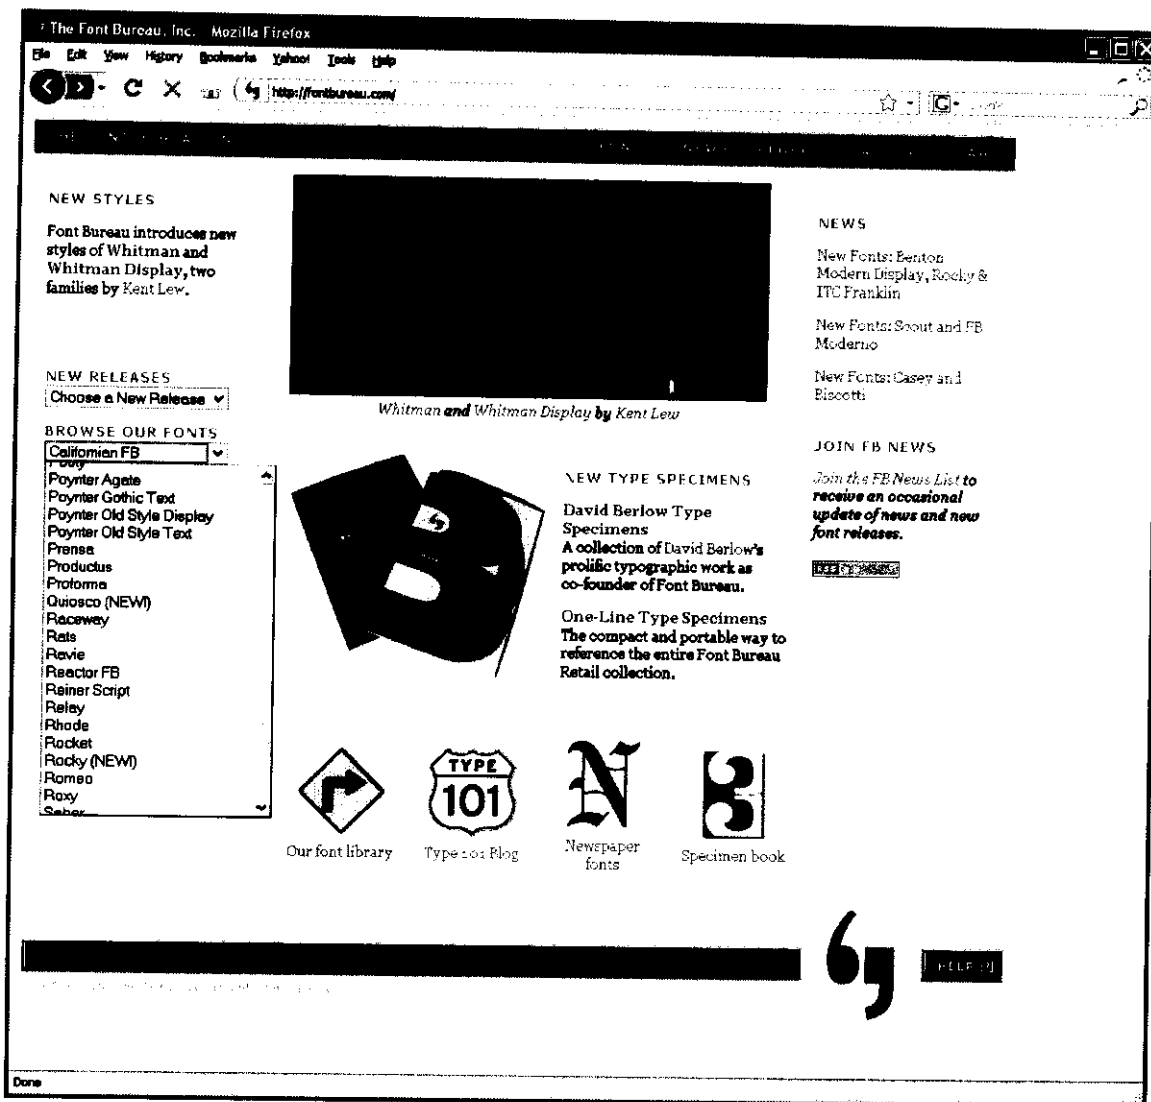 The Font Bureau, Inc. Mozilla Firefox
File Edit View History Bookmarks Yahoo! Tools Help
http://fontbureau.com/
G
NEW STYLES
Font Bureau introduces new
styles of Whitman and
Whitman Display, two
families by Kent Lew.
NEW RELEASES
Choose a New Release
BROWSE OUR FONTS
Californian FB
Poynter Agate
Poynter Gothic Text
Poynter Old Style Display
Poynter Old Style Text
Prensa
Productus
Proforma
Quiosco (NEW!)
Raceway
Rats
Ravie
Reactor FB
Reiner Script
Relay
Rhode
Rocket
Rocky (NEW!)
Romeo
Roxy
Whitman and Whitman Display by Kent Lew
NEW TYPE SPECIMENS
David Berlow Type
Specimens
A collection of David Berlow's
prolific typographic work as
co-founder of Font Bureau.
One-Line Type Specimens
The compact and portable way to
reference the entire Font Bureau
Retail collection.
TYPE
101
N
3
Our font library
Type 101 Blog
Newspaper
fonts
Specimen book
NEWS
New Fonts: Benton
Modern Display, Rocky &
ITC Franklin
New Fonts: Scout and FB
Moderno
New Fonts: Casey and
Biscotti
JOIN FB NEWS
Join the FB News List to
receive an occasional
update of news and new
font releases.
HELP
Done